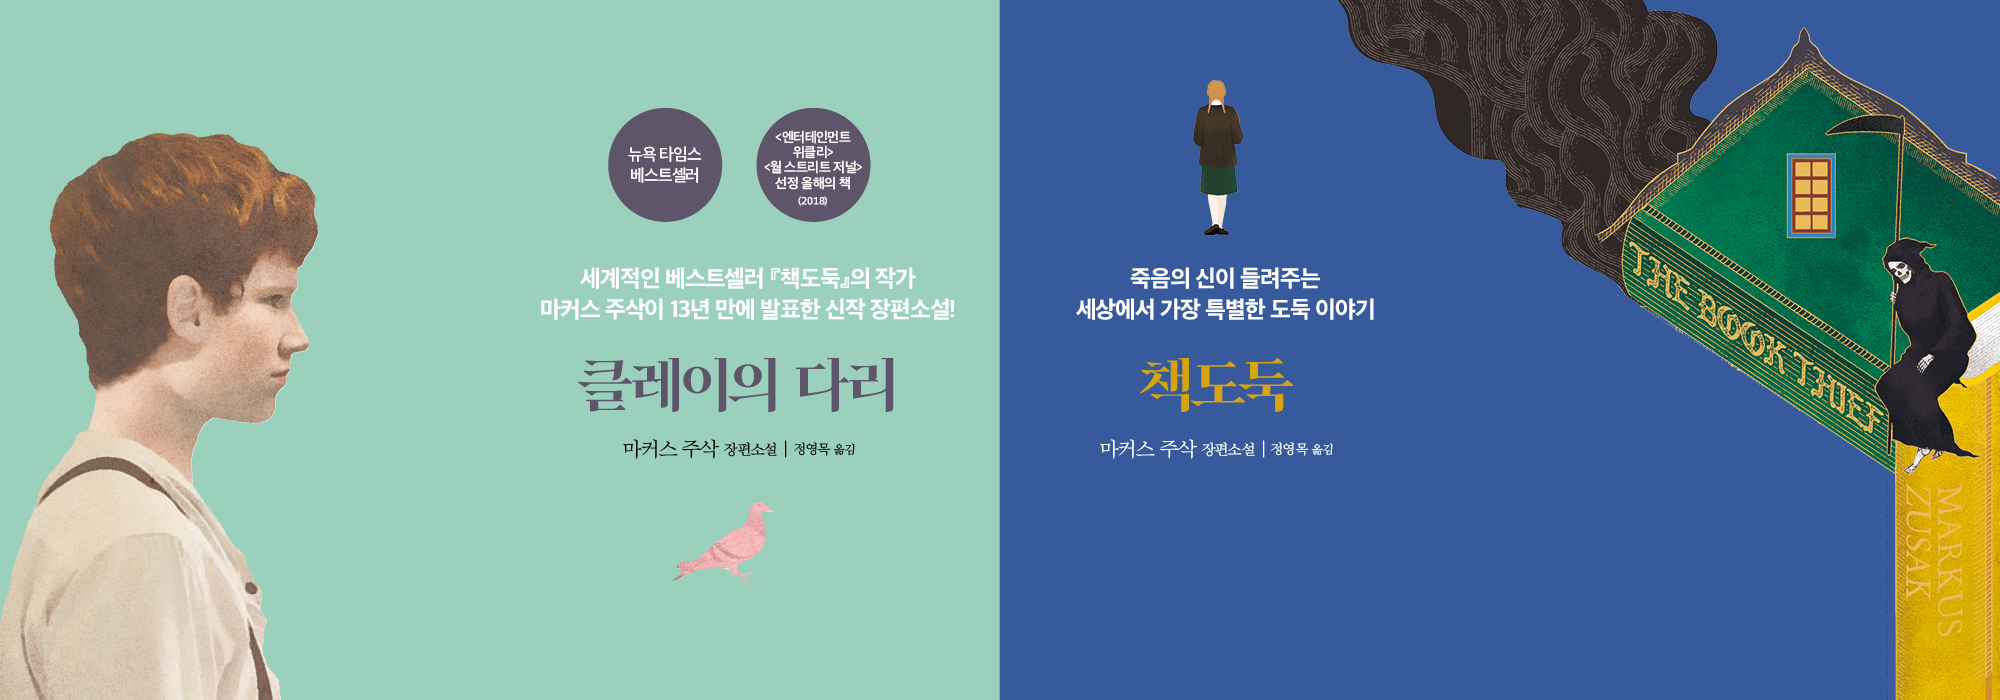 뉴욕 타임스
베스트셀러
<엔터테인먼트
위클리>
<월 스트리트 저널>
선정 올해의 책
(2018)
세계적인 베스트셀러 『책도둑』의 작가
마커스 주삭이 13년 만에 발표한 신작 장편소설!
클레이의 다리
마커스 주삭 장편소설 | 정영목 옮김
죽음의 신이 들려주는
세상에서 가장 특별한 도둑 이야기
책도둑
마커스 주삭 장편소설 | 정영목 옮김
THE BOOK THIEF
MARKUS
ZUSAK